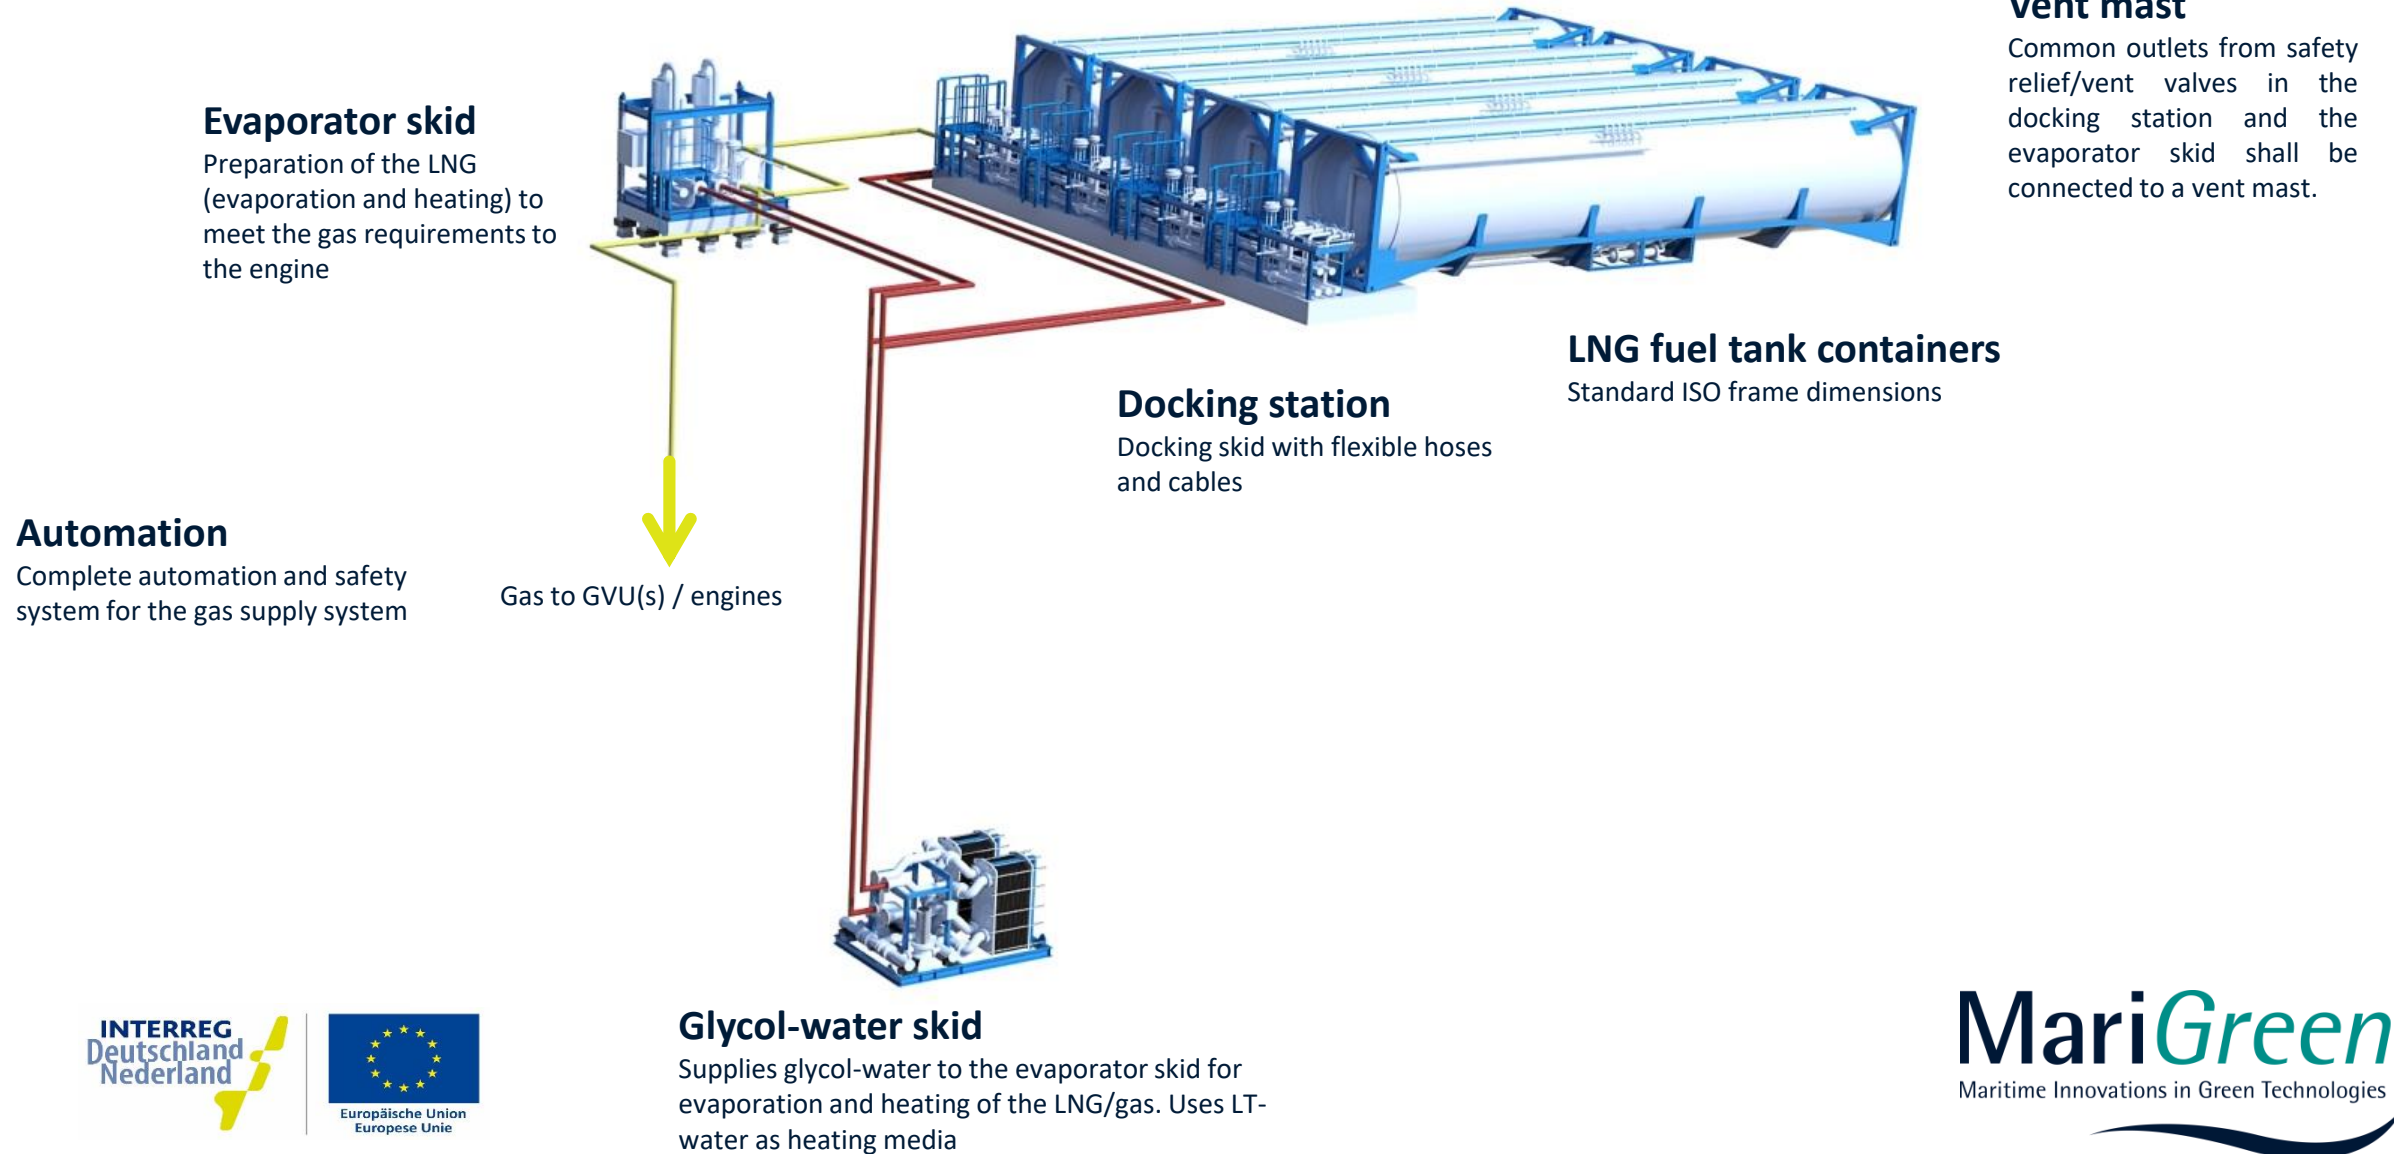 Vent mast
Common outlets from safety
relief/vent valves in the
docking station and the
evaporator skid shall be
connected to a vent mast.
Evaporator skid
Preparation of the LNG
(evaporation and heating) to
meet the gas requirements to
the engine
LNG fuel tank containers
Standard ISO frame dimensions
Docking station
Docking skid with flexible hoses
and cables
Automation
Complete automation and safety
system for the gas supply system
Gas to GVU(s) / engines
Glycol-water skid
Supplies glycol-water to the evaporator skid for
evaporation and heating of the LNG/gas. Uses LT-
water as heating media
INTERREG
Deutschland
Nederland
Europäische Union
Europese Unie
MariGreen
Maritime Innovations in Green Technologies